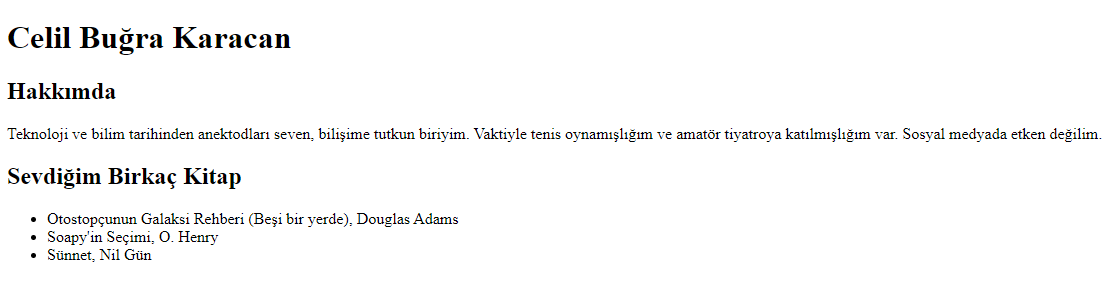 Celil Buğra Karacan
Hakkımda
Teknoloji ve bilim tarihinden anektodları seven, bilişime tutkun biriyim. Vaktiyle tenis oynamışlığım ve amatör tiyatroya katılmışlığım var. Sosyal medyada etken değilim.
Sevdiğim Birkaç Kitap
• Otostopçunun Galaksi Rehberi (Beşi bir yerde), Douglas Adams
• Soapy'in Seçimi, O. Henry
• Sünnet, Nil Gün